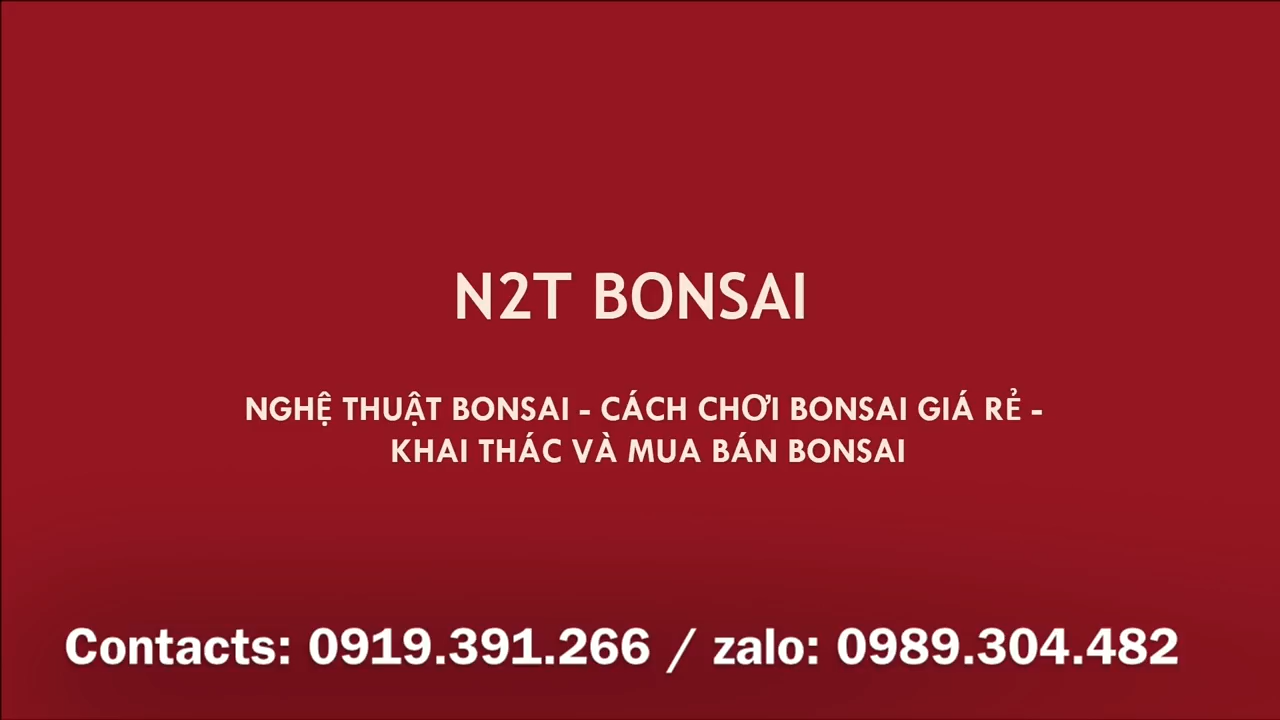 N2T BONSAI
NGHỆ THUẬT BONSAI - CÁCH CHƠI BONSAI GIÁ RẺ -
KHAI THÁC VÀ MUA BÁN BONSAI
Contacts: 0919.391.266 / zalo: 0989.304.482